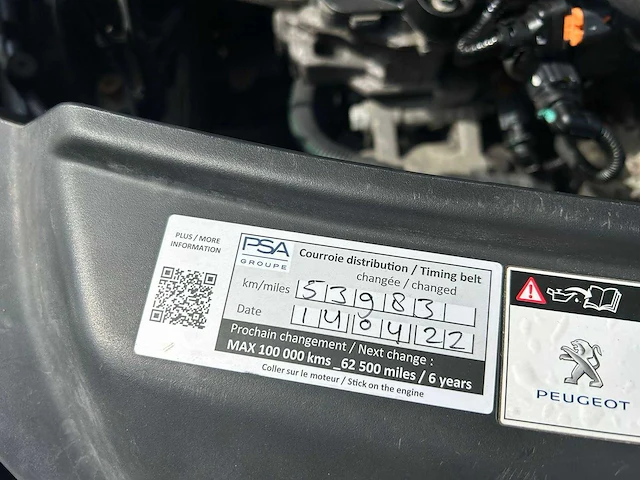 PLUS / MORE
INFORMATION
PSA
GROUPE
Courroie distribution / Timing belt
changée / changed
km/miles 53983
Date 140422
Prochain changement / Next change :
MAX 100 000 kms _62 500 miles / 6 years
Coller sur le moteur / Stick on the engine
PEUGEOT